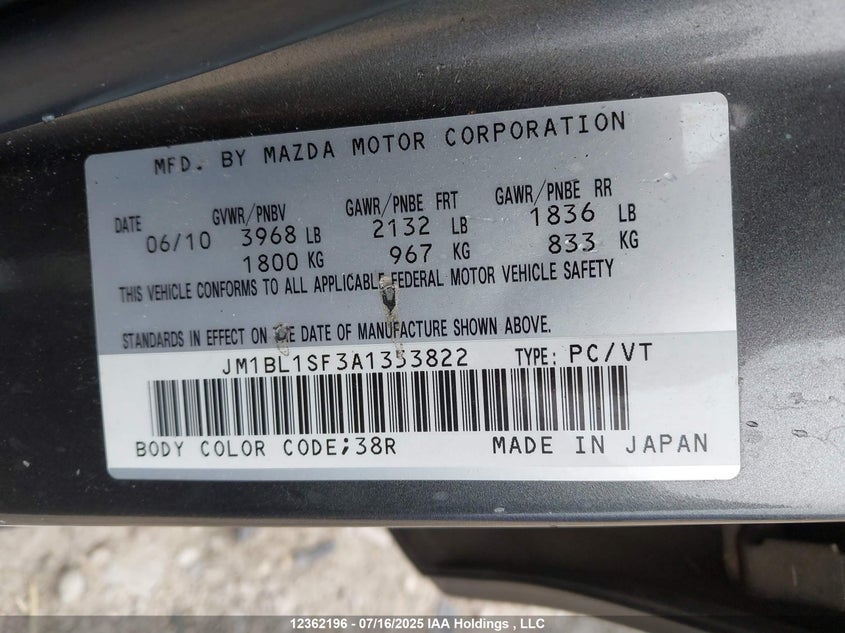 MFD. BY MAZDA MOTOR CORPORATION
DATE GVWR/PNBV GAWR/PNBE FRT GAWR/PNBE RR
06/10 3968 LB 2132 LB 1836 LB
1800 KG 967 KG 833 KG
THIS VEHICLE CONFORMS TO ALL APPLICABLE FEDERAL MOTOR VEHICLE SAFETY
STANDARDS IN EFFECT ON THE DATE OF MANUFACTURE SHOWN ABOVE.
JM1BL1SF3A1353822 TYPE: PC/VT
BODY COLOR CODE;38R MADE IN JAPAN
12362196 - 07/16/2025 IAA Holdings, LLC